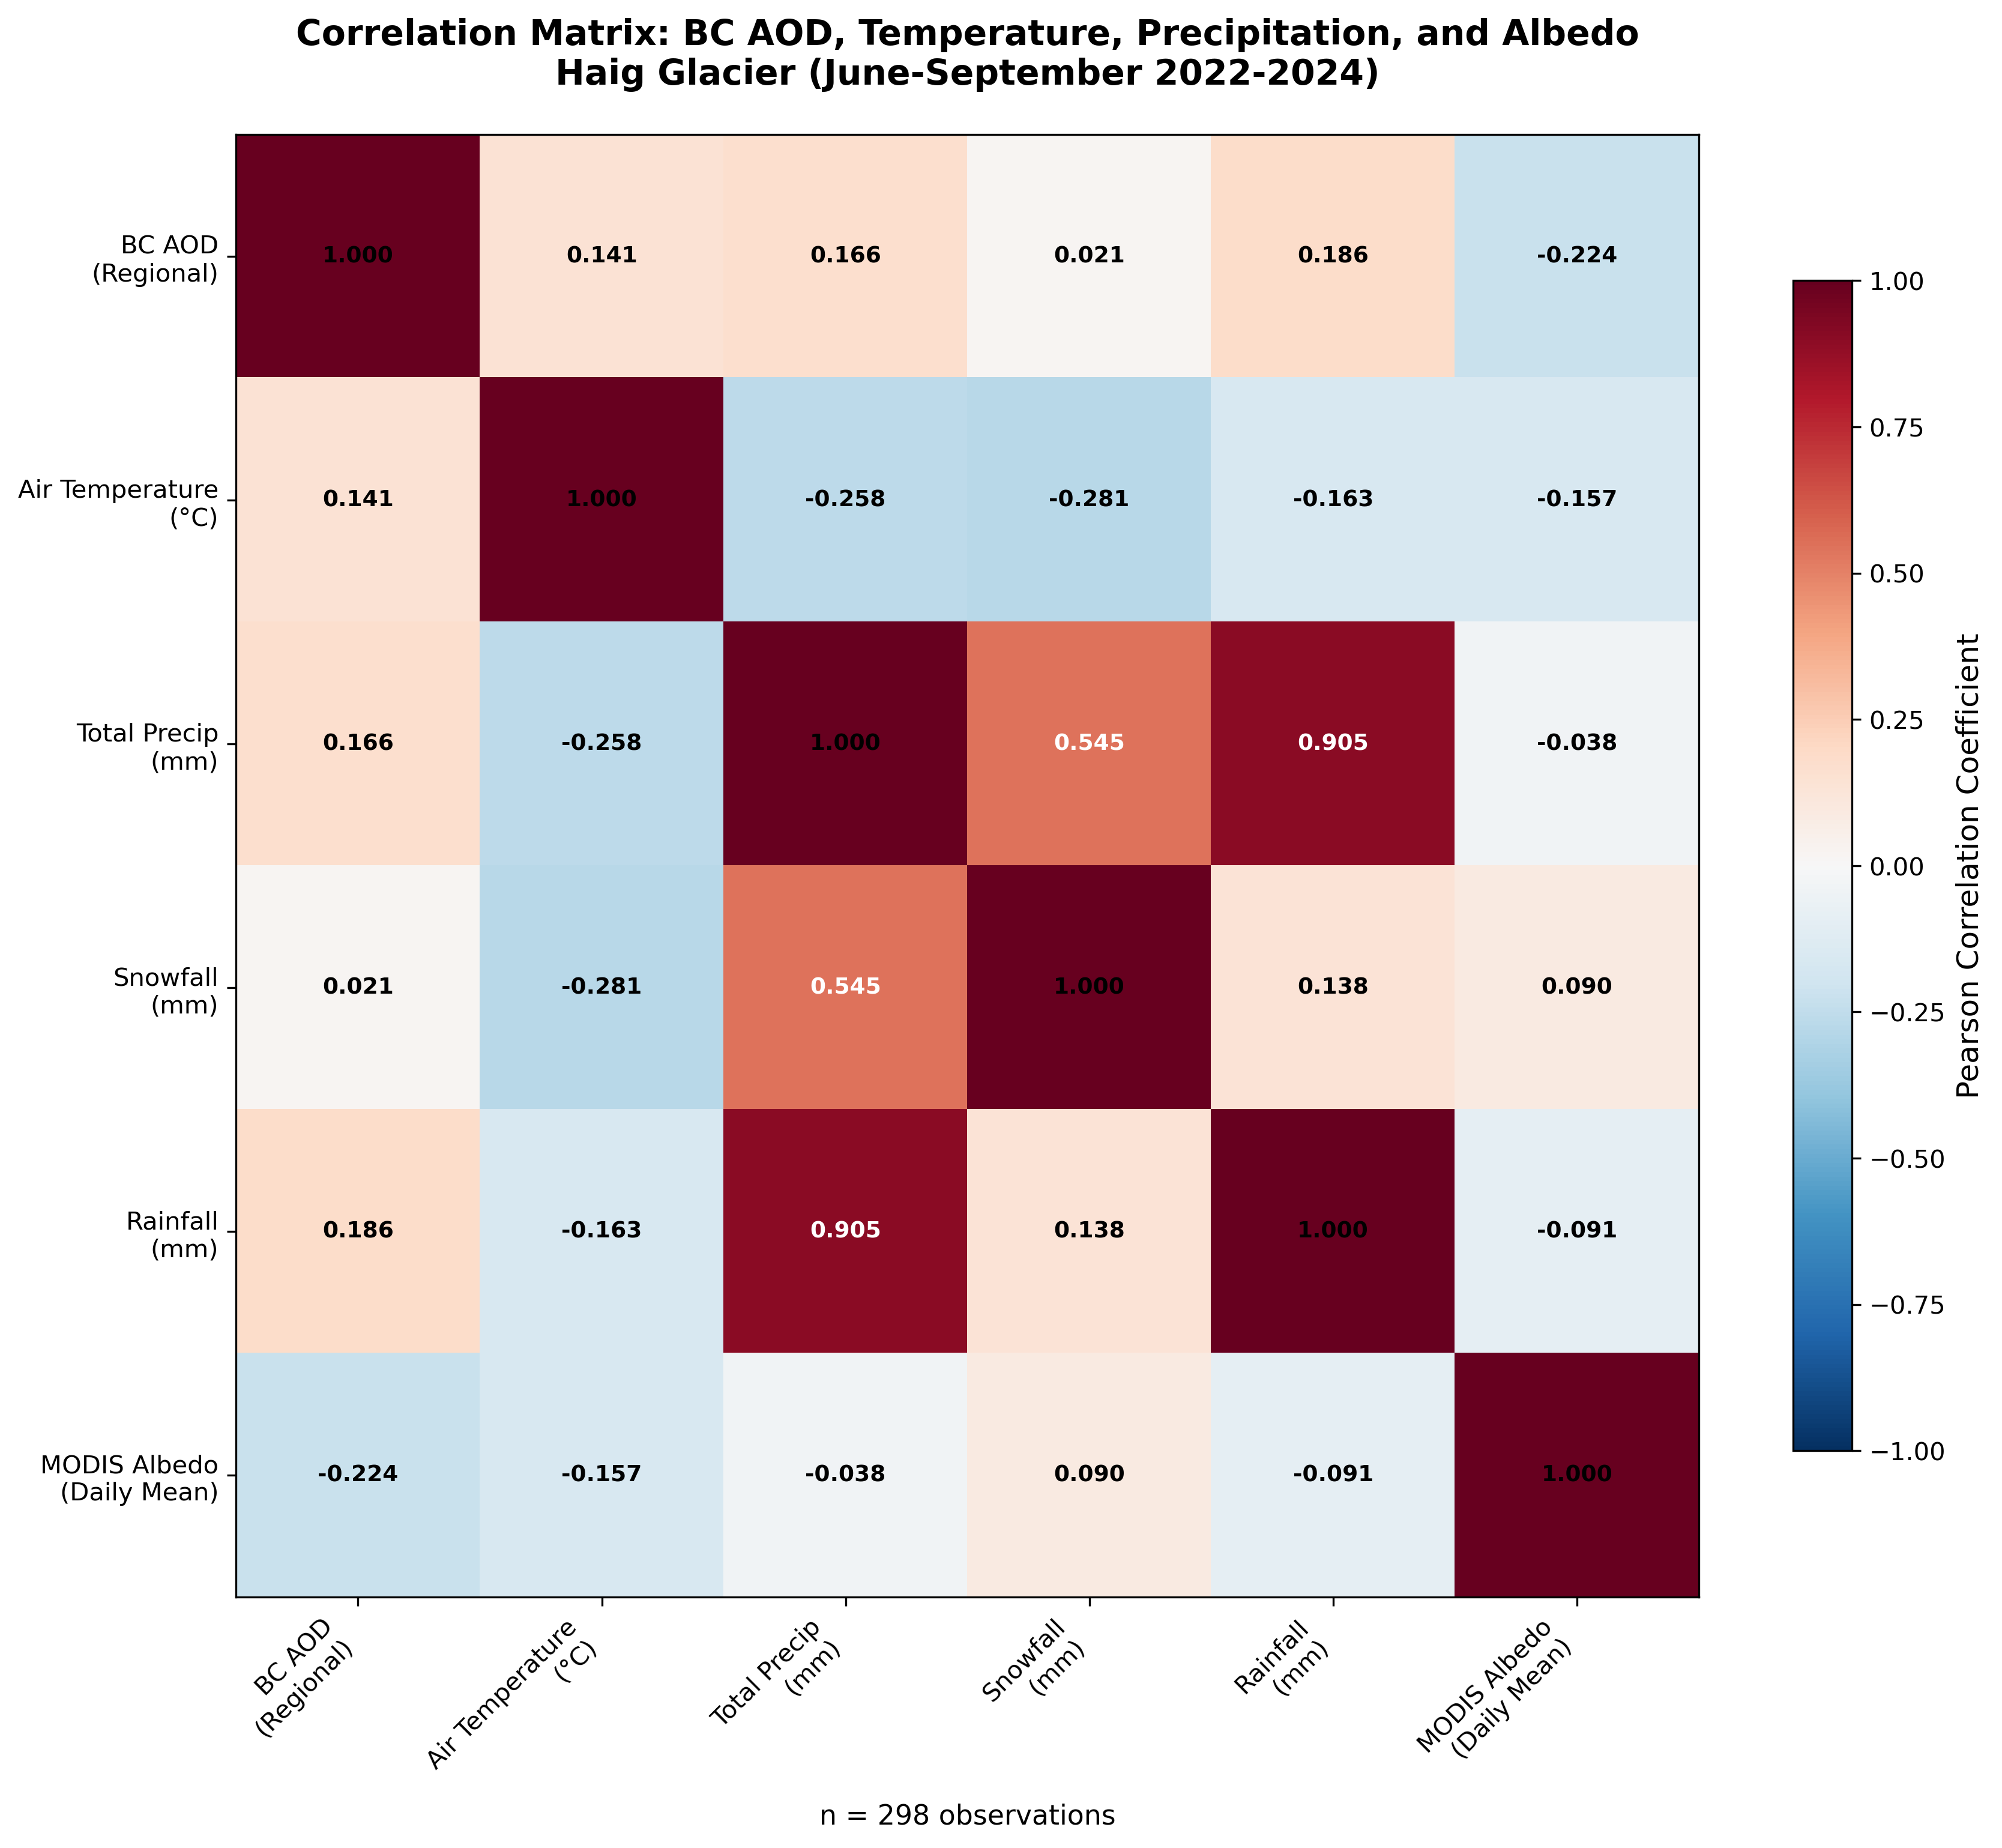 Correlation Matrix: BC AOD, Temperature, Precipitation, and Albedo
Haig Glacier (June-September 2022-2024)
BC AOD
(Regional)
1.000 0.141 0.166 0.021 0.186 -0.224
Air Temperature
(°C)
0.141 1.000 -0.258 -0.281 -0.163 -0.157
Total Precip
(mm)
0.166 -0.258 1.000 0.545 0.905 -0.038
Snowfall
(mm)
0.021 -0.281 0.545 1.000 0.138 0.090
Rainfall
(mm)
0.186 -0.163 0.905 0.138 1.000 -0.091
MODIS Albedo
(Daily Mean)
-0.224 -0.157 -0.038 0.090 -0.091 1.000
BC AOD
(Regional)
Air Temperature
(°C)
Total Precip
(mm)
Snowfall
(mm)
Rainfall
(mm)
MODIS Albedo
(Daily Mean)
1.00
0.75
0.50
0.25
0.00
−0.25
−0.50
−0.75
−1.00
Pearson Correlation Coefficient
n = 298 observations